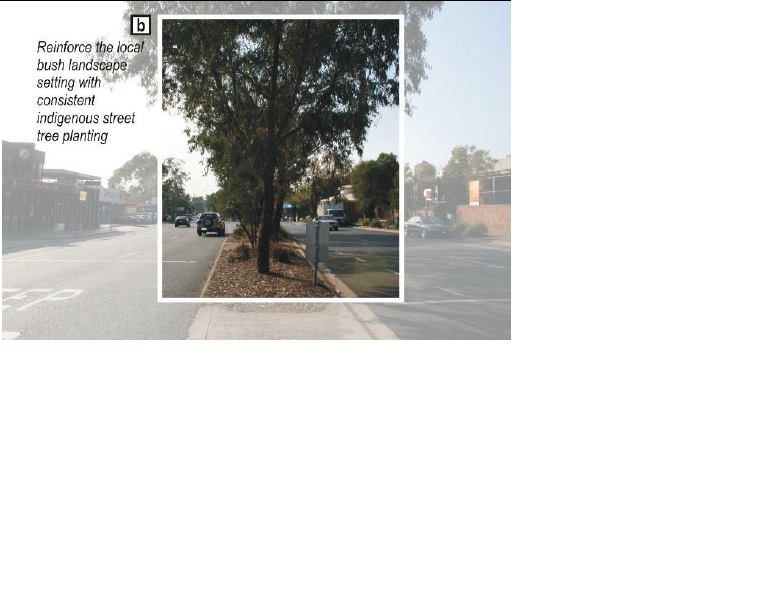 b
Reinforce the local
bush landscape
setting with
consistent
indigenous street
tree planting